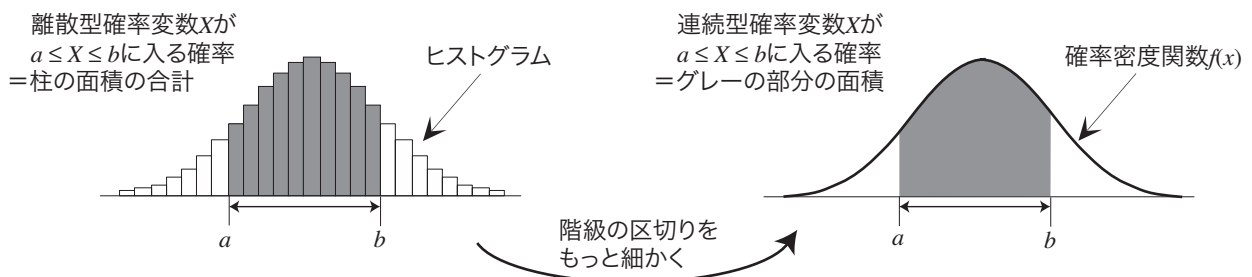 離散型確率変数Xが
a ≤ X ≤ bに入る確率
＝柱の面積の合計
ヒストグラム
a
b
階級の区切りを
もっと細かく
連続型確率変数Xが
a ≤ X ≤ bに入る確率
＝グレーの部分の面積
確率密度関数f(x)
a
b